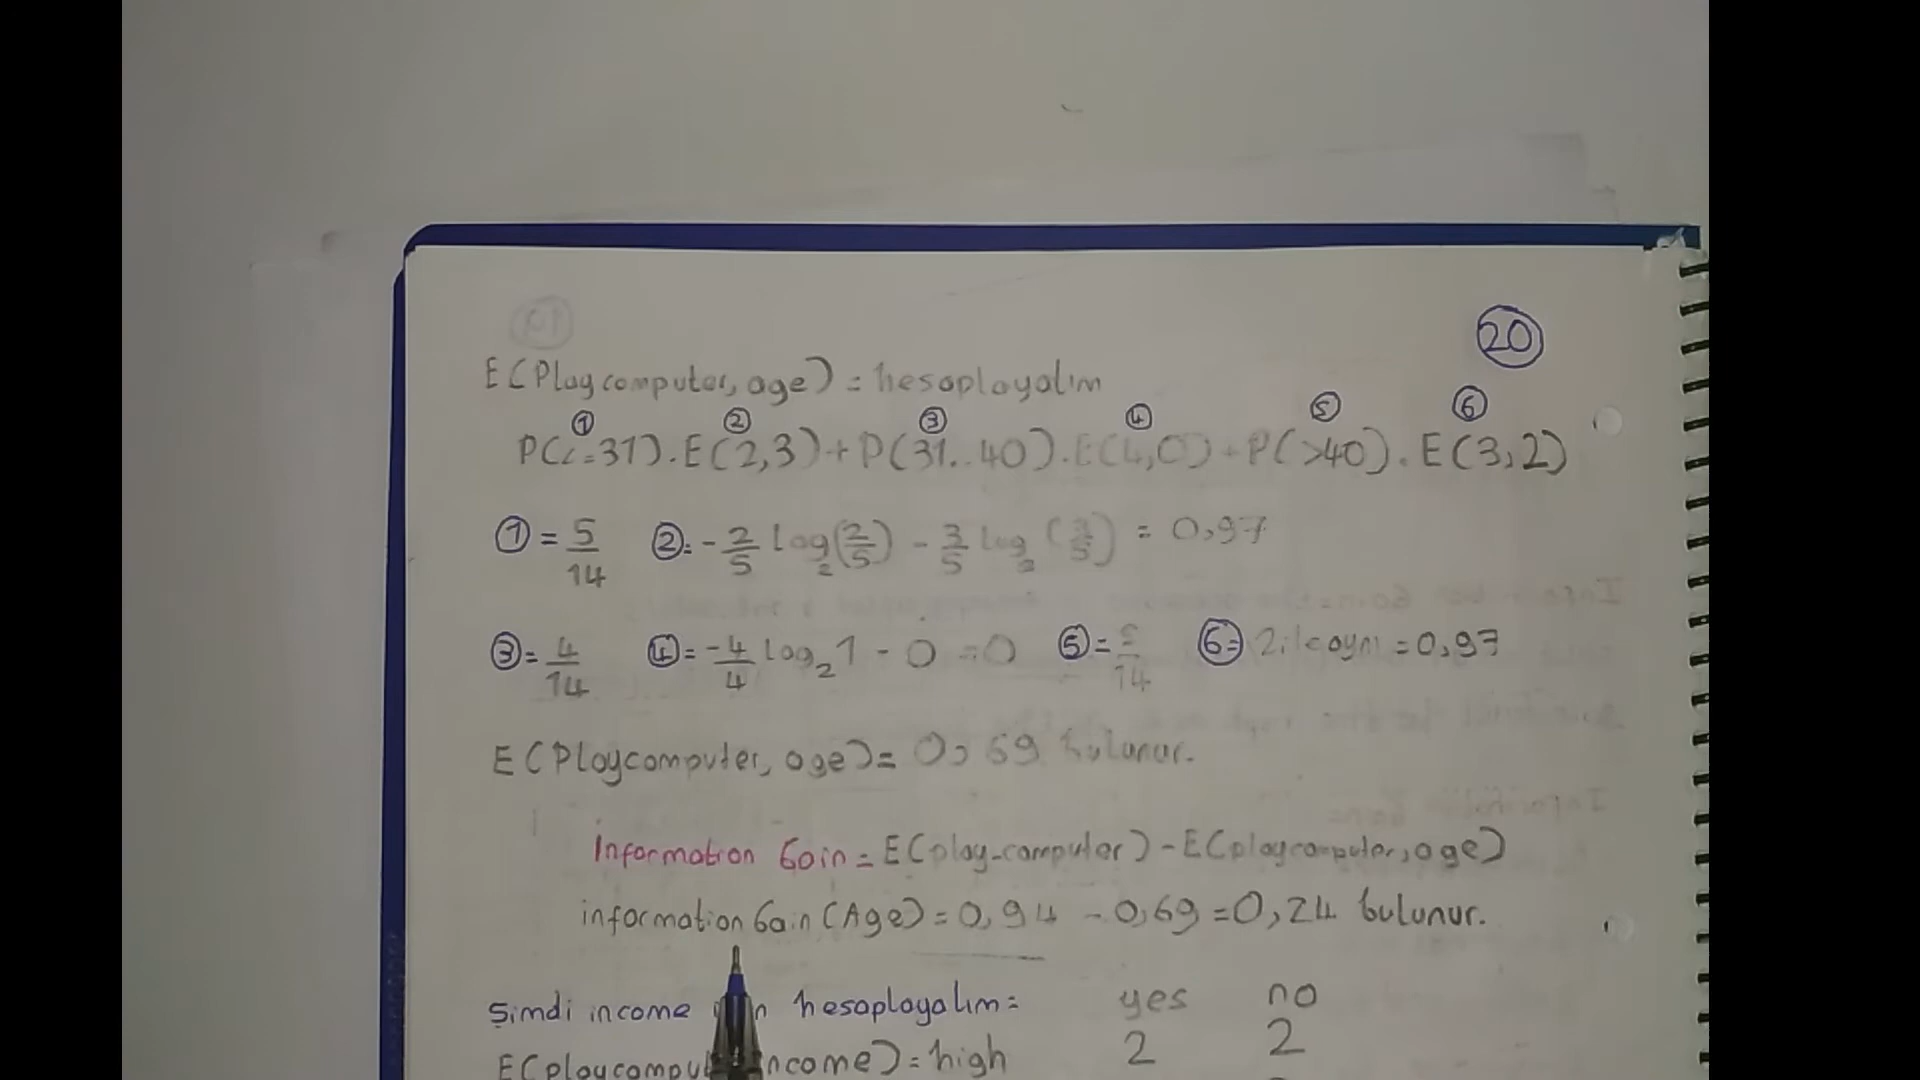 20
E(Playcomputer, age) = hesaplayalım
① ② ③ ④ ⑤ ⑥
P(<=31).E(2,3)+P(31..40).E(4,0)+P(>40).E(3,2)
①=5/14 ②=-2/5 log₂(2/5) - 3/5 log₂(3/5) = 0,97
③=4/14 ④=-4/4 log₂1 - 0 = 0 ⑤=5/14 ⑥=2 ile aynı = 0,97
E(Playcomputer, age) = 0,69 bulunur.
Information Gain = E(play-computer) - E(playcomputer, age)
information Gain (Age) = 0,94 - 0,69 = 0,24 bulunur.
Şimdi income hesaplayalım = yes no
E(playcompu ncome) = high 2 2